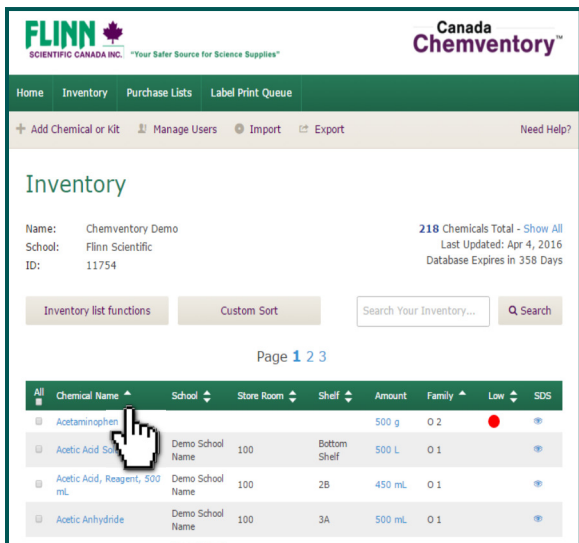 FLINN
SCIENTIFIC CANADA INC. "Your Safer Source for Science Supplies"
Canada
Chemventory™
Home Inventory Purchase Lists Label Print Queue
+ Add Chemical or Kit Manage Users Import Export Need Help?
Inventory
Name: Chemventory Demo 218 Chemicals Total - Show All
School: Flinn Scientific Last Updated: Apr 4, 2016
ID: 11754 Database Expires in 358 Days
Inventory list functions Custom Sort Search Your Inventory... Search
Page 1 2 3
All Chemical Name School Store Room Shelf Amount Family Low SDS
Acetaminophen 500 g O 2
Acetic Acid Demo School Name 100 Bottom Shelf 500 L O 1
Acetic Acid, Reagent, 500 mL Demo School Name 100 2B 450 mL O 1
Acetic Anhydride Demo School Name 100 3A 500 mL O 1